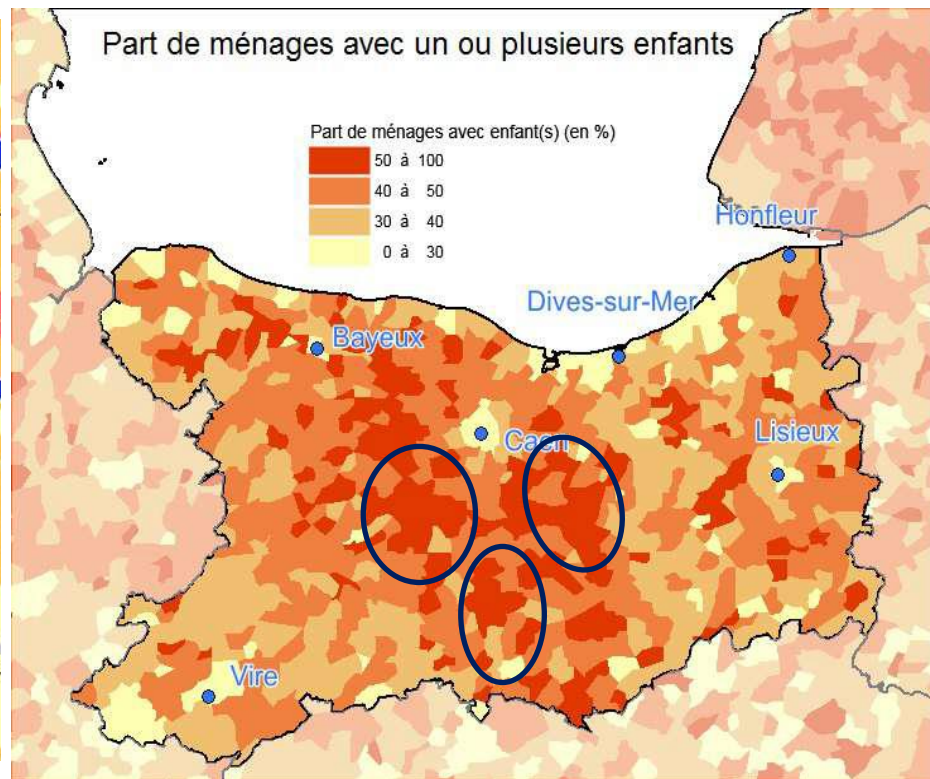 Part de ménages avec un ou plusieurs enfants
Part de ménages avec enfant(s) (en %)
50 à 100
40 à 50
30 à 40
0 à 30
Honfleur
Dives-sur-Mer
Bayeux
Caen
Lisieux
Vire